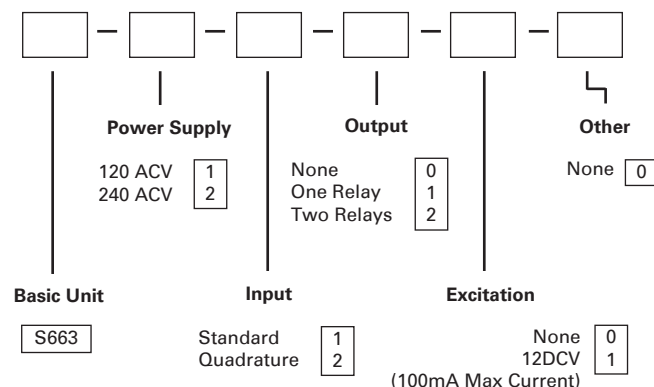 Power Supply
120 ACV 1
240 ACV 2
Output
None 0
One Relay 1
Two Relays 2
Other
None 0
Basic Unit
S663
Input
Standard 1
Quadrature 2
Excitation
None 0
12DCV 1
(100mA Max Current)